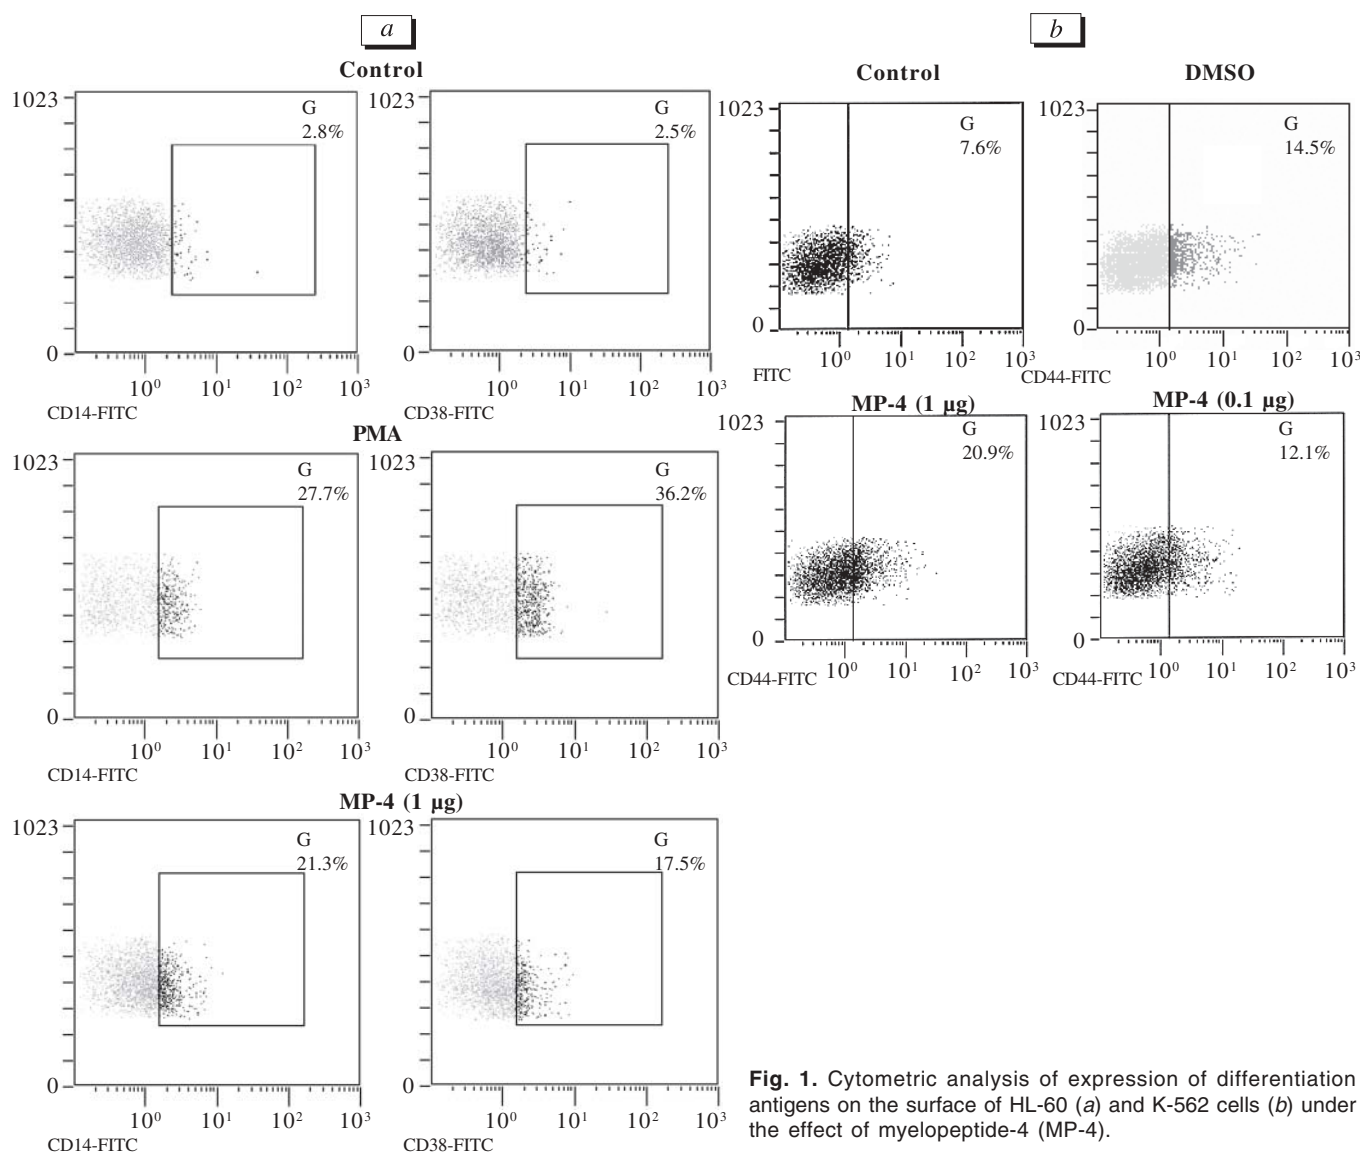 a
Control
1023
G
2.8%
0
10⁰ 10¹ 10² 10³
CD14-FITC
1023
G
2.5%
0
10⁰ 10¹ 10² 10³
CD38-FITC
PMA
1023
G
27.7%
0
10⁰ 10¹ 10² 10³
CD14-FITC
1023
G
36.2%
0
10⁰ 10¹ 10² 10³
CD38-FITC
MP-4 (1 µg)
1023
G
21.3%
0
10⁰ 10¹ 10² 10³
CD14-FITC
1023
G
17.5%
0
10⁰ 10¹ 10² 10³
CD38-FITC
b
Control
1023
G
7.6%
0
10⁰ 10¹ 10² 10³
FITC
DMSO
1023
G
14.5%
0
10⁰ 10¹ 10² 10³
CD44-FITC
MP-4 (1 µg)
1023
G
20.9%
0
10⁰ 10¹ 10² 10³
CD44-FITC
MP-4 (0.1 µg)
1023
G
12.1%
0
10⁰ 10¹ 10² 10³
CD44-FITC
Fig. 1. Cytometric analysis of expression of differentiation
antigens on the surface of HL-60 (a) and K-562 cells (b) under
the effect of myelopeptide-4 (MP-4).